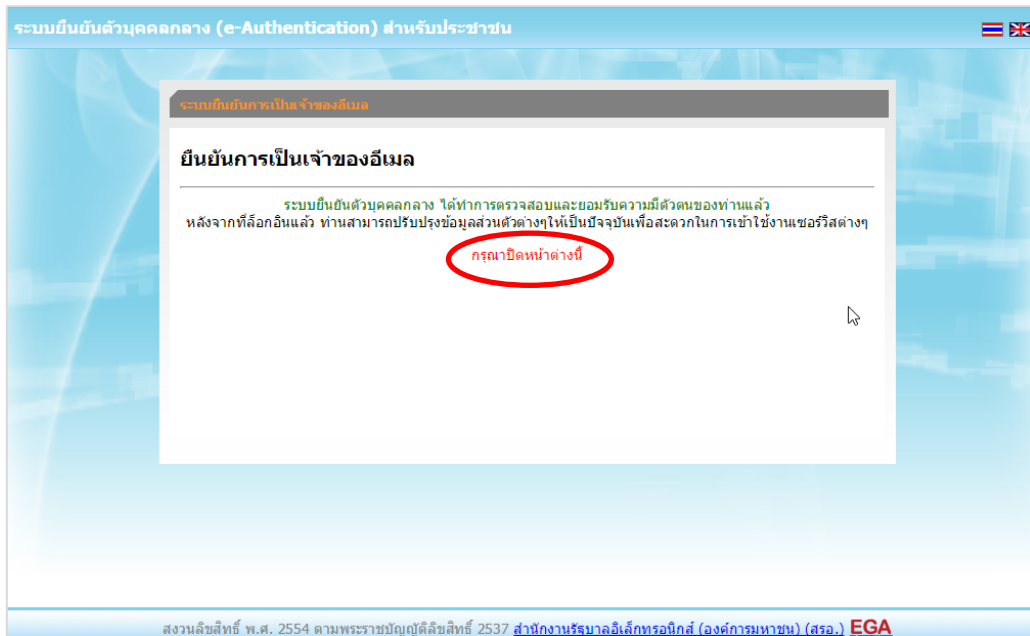 ระบบยืนยันตัวบุคคลกลาง (e-Authentication) สำหรับประชาชน
ระบบยืนยันการเป็นเจ้าของอีเมล
ยืนยันการเป็นเจ้าของอีเมล
ระบบยืนยันตัวบุคคลกลาง ได้ทำการตรวจสอบและยอมรับความมีตัวตนของท่านแล้ว
หลังจากที่ล็อกอินแล้ว ท่านสามารถปรับปรุงข้อมูลส่วนตัวต่างๆให้เป็นปัจจุบันเพื่อสะดวกในการเข้าใช้งานเซอร์วิสต่างๆ
กรุณาปิดหน้าต่างนี้
สงวนลิขสิทธิ์ พ.ศ. 2554 ตามพระราชบัญญัติลิขสิทธิ์ 2537 สำนักงานรัฐบาลอิเล็กทรอนิกส์ (องค์การมหาชน) (สรอ.) EGA